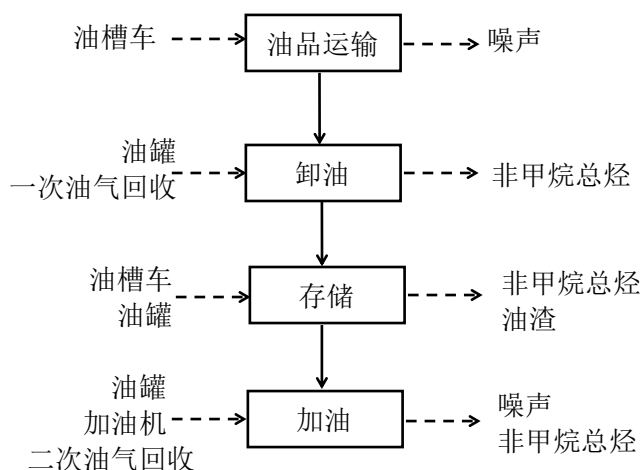 油槽车
油品运输
噪声
油罐
一次油气回收
卸油
非甲烷总烃
油槽车
油罐
存储
非甲烷总烃
油渣
油罐
加油机
二次油气回收
加油
噪声
非甲烷总烃